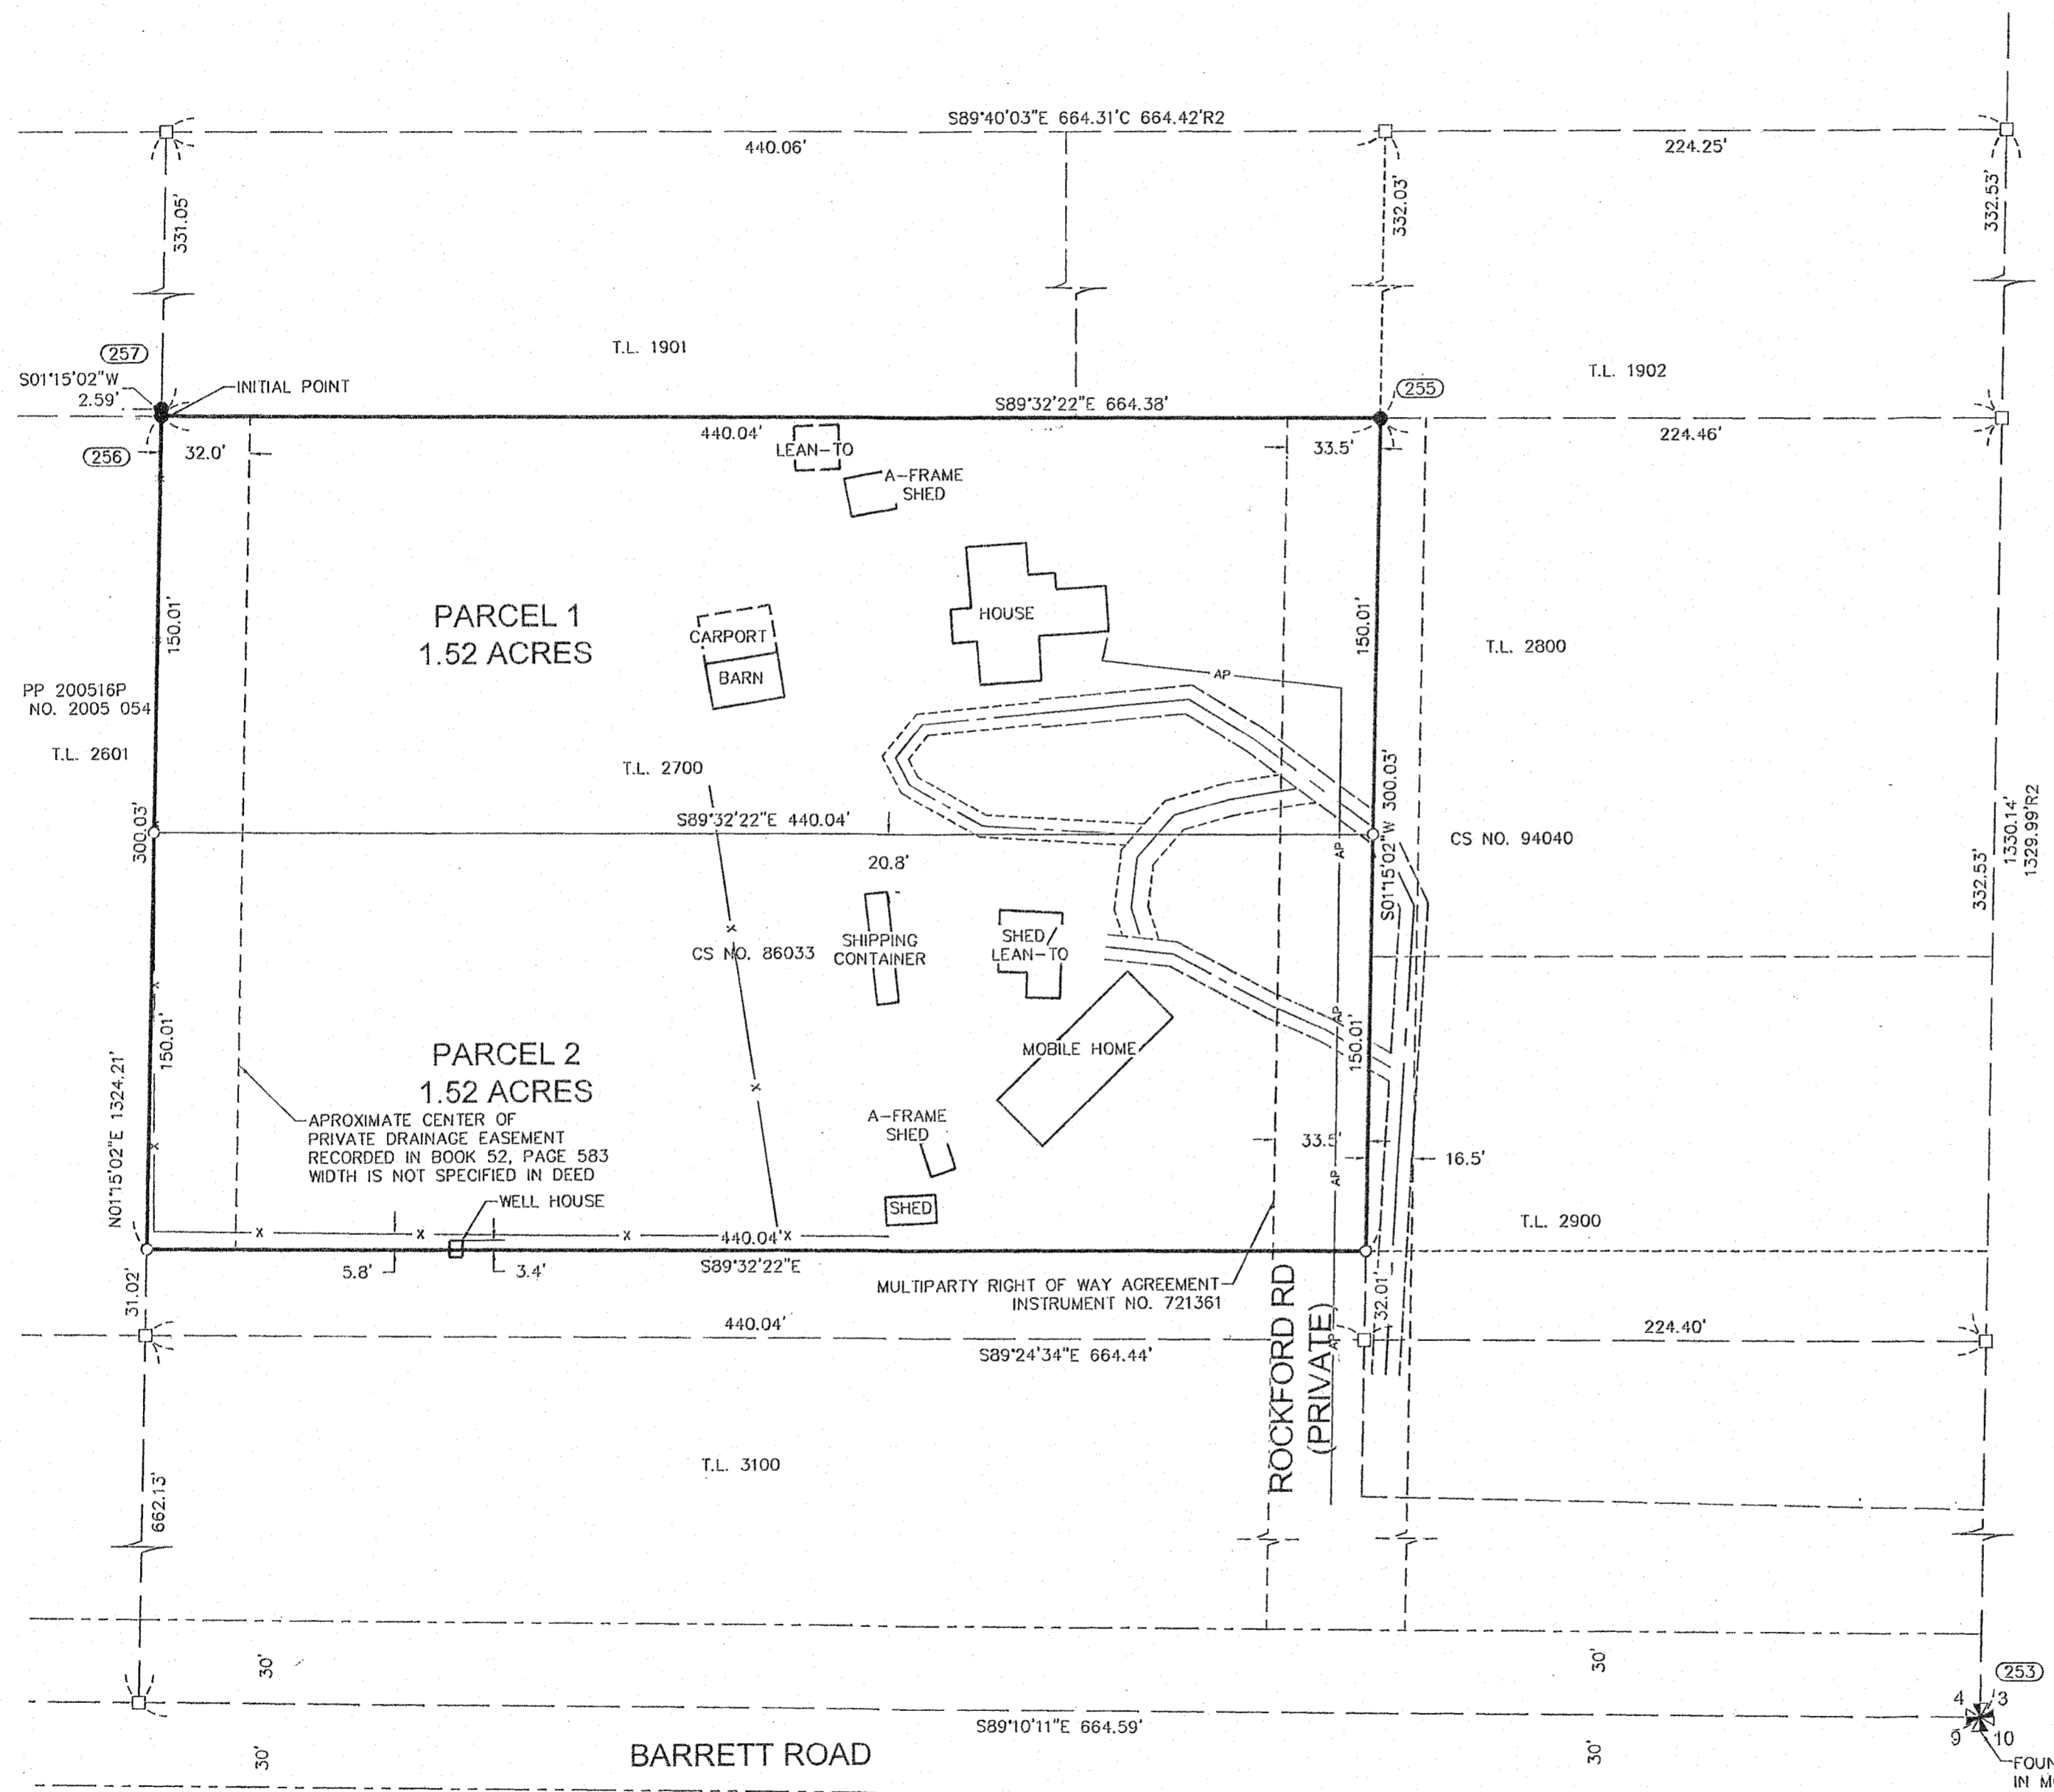 S89°40'03"E 664.31'C 664.42'R2
440.06'
224.25'
331.05'
332.03'
332.53'
T.L. 1901
T.L. 1902
257
S01°15'02"W
2.59'
INITIAL POINT
255
S89°32'22"E 664.38'
440.04'
224.46'
256
32.0'
33.5'
LEAN-TO
A-FRAME
SHED
HOUSE
150.01'
150.01'
PARCEL 1
1.52 ACRES
CARPORT
BARN
AP
T.L. 2800
PP 200516P
NO. 2005 054
T.L. 2601
T.L. 2700
300.03'
S89°32'22"E 440.04'
S01°15'02"W 300.03'
CS NO. 94040
1330.14'
1329.99'R2
332.53'
20.8'
AP
SHIPPING
CONTAINER
SHED/
LEAN-TO
CS NO. 86033
x
x
AP
150.01'
150.01'
PARCEL 2
1.52 ACRES
MOBILE HOME
x
N01°15'02"E 1324.21'
APROXIMATE CENTER OF
PRIVATE DRAINAGE EASEMENT
RECORDED IN BOOK 52, PAGE 583
WIDTH IS NOT SPECIFIED IN DEED
A-FRAME
SHED
33.5'
16.5'
x
AP
WELL HOUSE
SHED
T.L. 2900
x
x
x
440.04'
x
S89°32'22"E
5.8'
3.4'
MULTIPARTY RIGHT OF WAY AGREEMENT
INSTRUMENT NO. 721361
31.02'
32.01'
440.04'
AP
224.40'
S89°24'34"E 664.44'
ROCKFORD RD
(PRIVATE)
T.L. 3100
662.13'
30'
30'
253
4
3
S89°10'11"E 664.59'
9
10
BARRETT ROAD
30'
30'